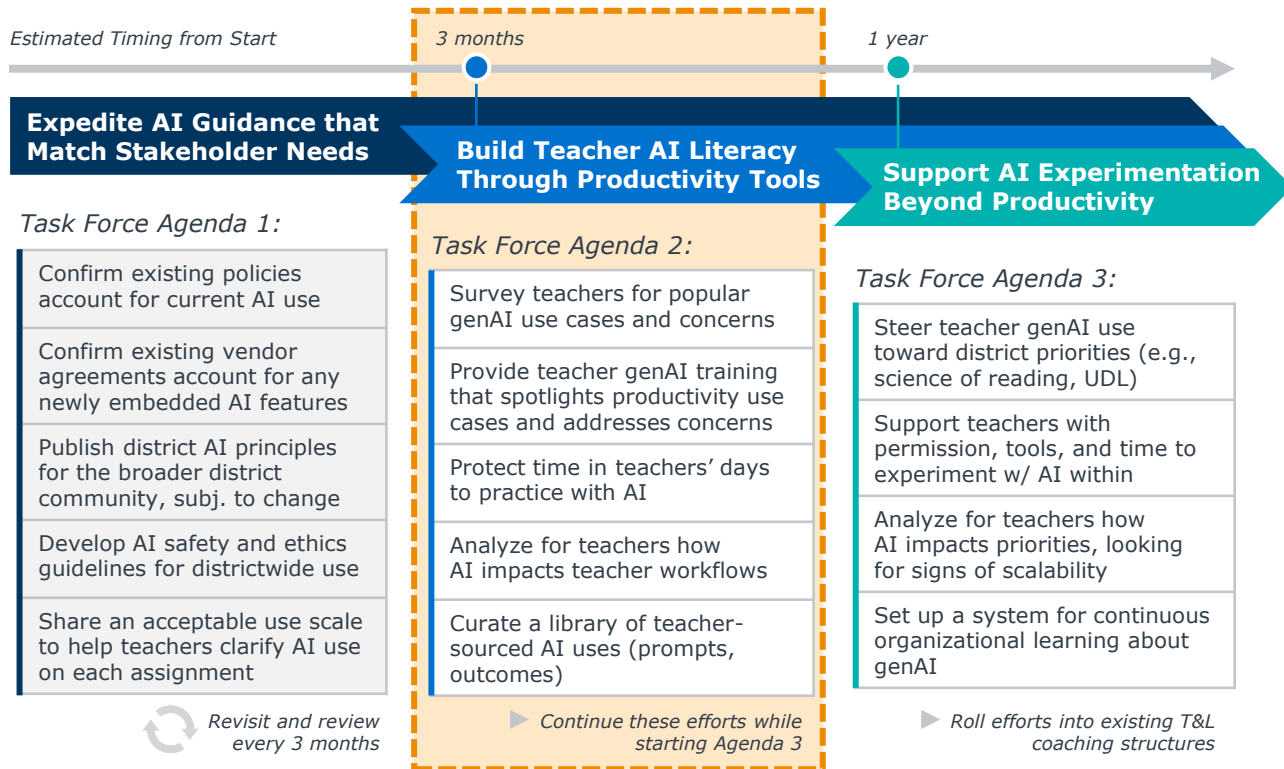 Estimated Timing from Start
3 months
1 year
Expedite AI Guidance that
Match Stakeholder Needs
Build Teacher AI Literacy
Through Productivity Tools
Support AI Experimentation
Beyond Productivity
Task Force Agenda 1:
Confirm existing policies
account for current AI use
Confirm existing vendor
agreements account for any
newly embedded AI features
Publish district AI principles
for the broader district
community, subj. to change
Develop AI safety and ethics
guidelines for districtwide use
Share an acceptable use scale
to help teachers clarify AI use
on each assignment
Revisit and review
every 3 months
Task Force Agenda 2:
Survey teachers for popular
genAI use cases and concerns
Provide teacher genAI training
that spotlights productivity use
cases and addresses concerns
Protect time in teachers’ days
to practice with AI
Analyze for teachers how
AI impacts teacher workflows
Curate a library of teacher-
sourced AI uses (prompts,
outcomes)
Continue these efforts while
starting Agenda 3
Task Force Agenda 3:
Steer teacher genAI use
toward district priorities (e.g.,
science of reading, UDL)
Support teachers with
permission, tools, and time to
experiment w/ AI within
Analyze for teachers how
AI impacts priorities, looking
for signs of scalability
Set up a system for continuous
organizational learning about
genAI
Roll efforts into existing T&L
coaching structures